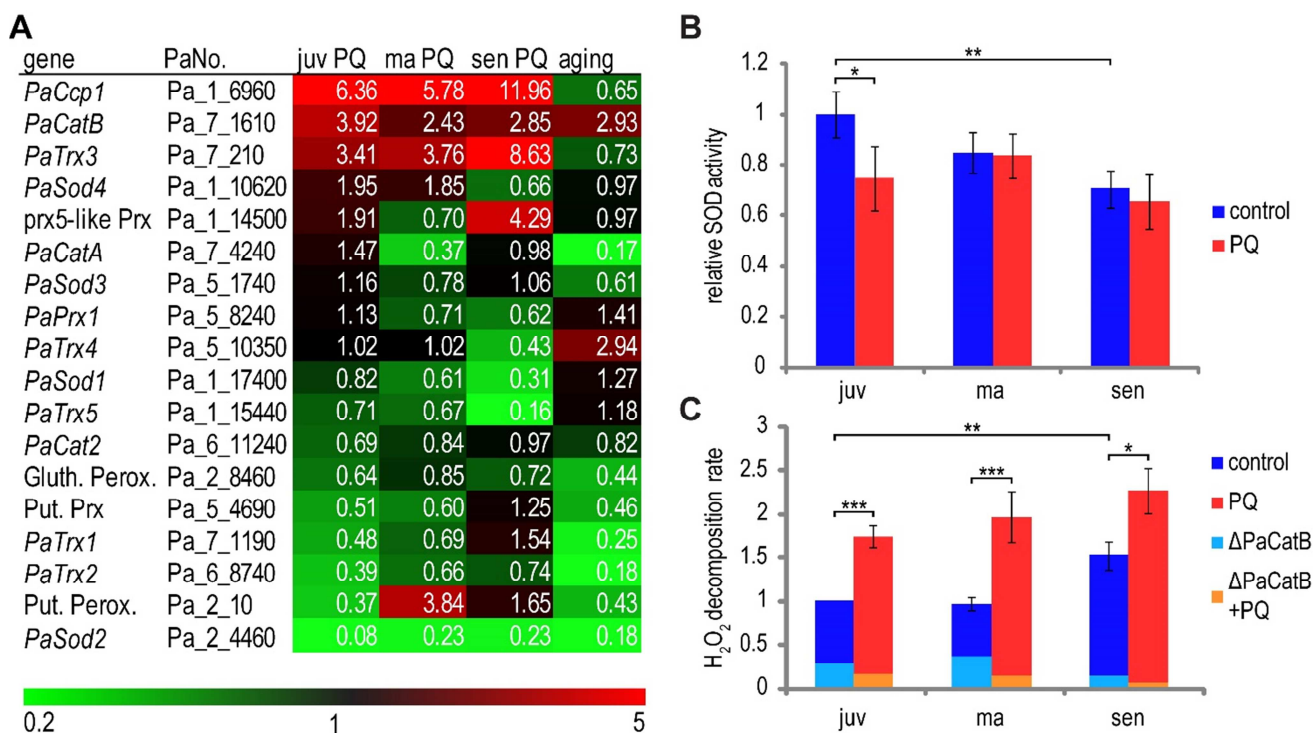 A
gene PaNo. juv PQ ma PQ sen PQ aging
PaCcp1 Pa_1_6960 6.36 5.78 11.96 0.65
PaCatB Pa_7_1610 3.92 2.43 2.85 2.93
PaTrx3 Pa_7_210 3.41 3.76 8.63 0.73
PaSod4 Pa_1_10620 1.95 1.85 0.66 0.97
prx5-like Prx Pa_1_14500 1.91 0.70 4.29 0.97
PaCatA Pa_7_4240 1.47 0.37 0.98 0.17
PaSod3 Pa_5_1740 1.16 0.78 1.06 0.61
PaPrx1 Pa_5_8240 1.13 0.71 0.62 1.41
PaTrx4 Pa_5_10350 1.02 1.02 0.43 2.94
PaSod1 Pa_1_17400 0.82 0.61 0.31 1.27
PaTrx5 Pa_1_15440 0.71 0.67 0.16 1.18
PaCat2 Pa_6_11240 0.69 0.84 0.97 0.82
Gluth. Perox. Pa_2_8460 0.64 0.85 0.72 0.44
Put. Prx Pa_5_4690 0.51 0.60 1.25 0.46
PaTrx1 Pa_7_1190 0.48 0.69 1.54 0.25
PaTrx2 Pa_6_8740 0.39 0.66 0.74 0.18
Put. Perox. Pa_2_10 0.37 3.84 1.65 0.43
PaSod2 Pa_2_4460 0.08 0.23 0.23 0.18
0.2 1 5
B
relative SOD activity
1.2
1
0.8
0.6
0.4
0.2
0
**
*
juv ma sen
control
PQ
C
H₂O₂ decomposition rate
3
2.5
2
1.5
1
0.5
0
**
***
***
*
juv ma sen
control
PQ
ΔPaCatB
ΔPaCatB
+PQ